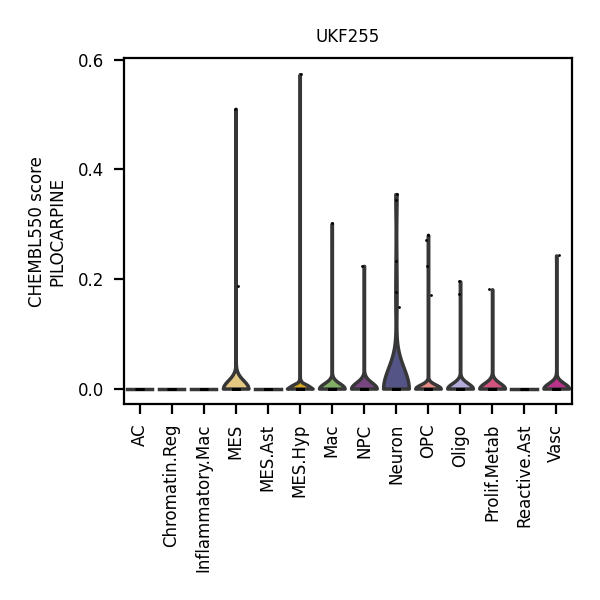 UKF255
CHEMBL550 score
PILOCARPINE
0.6
0.4
0.2
0.0
AC
Chromatin.Reg
Inflammatory.Mac
MES
MES.Ast
MES.Hyp
Mac
NPC
Neuron
OPC
Oligo
Prolif.Metab
Reactive.Ast
Vasc